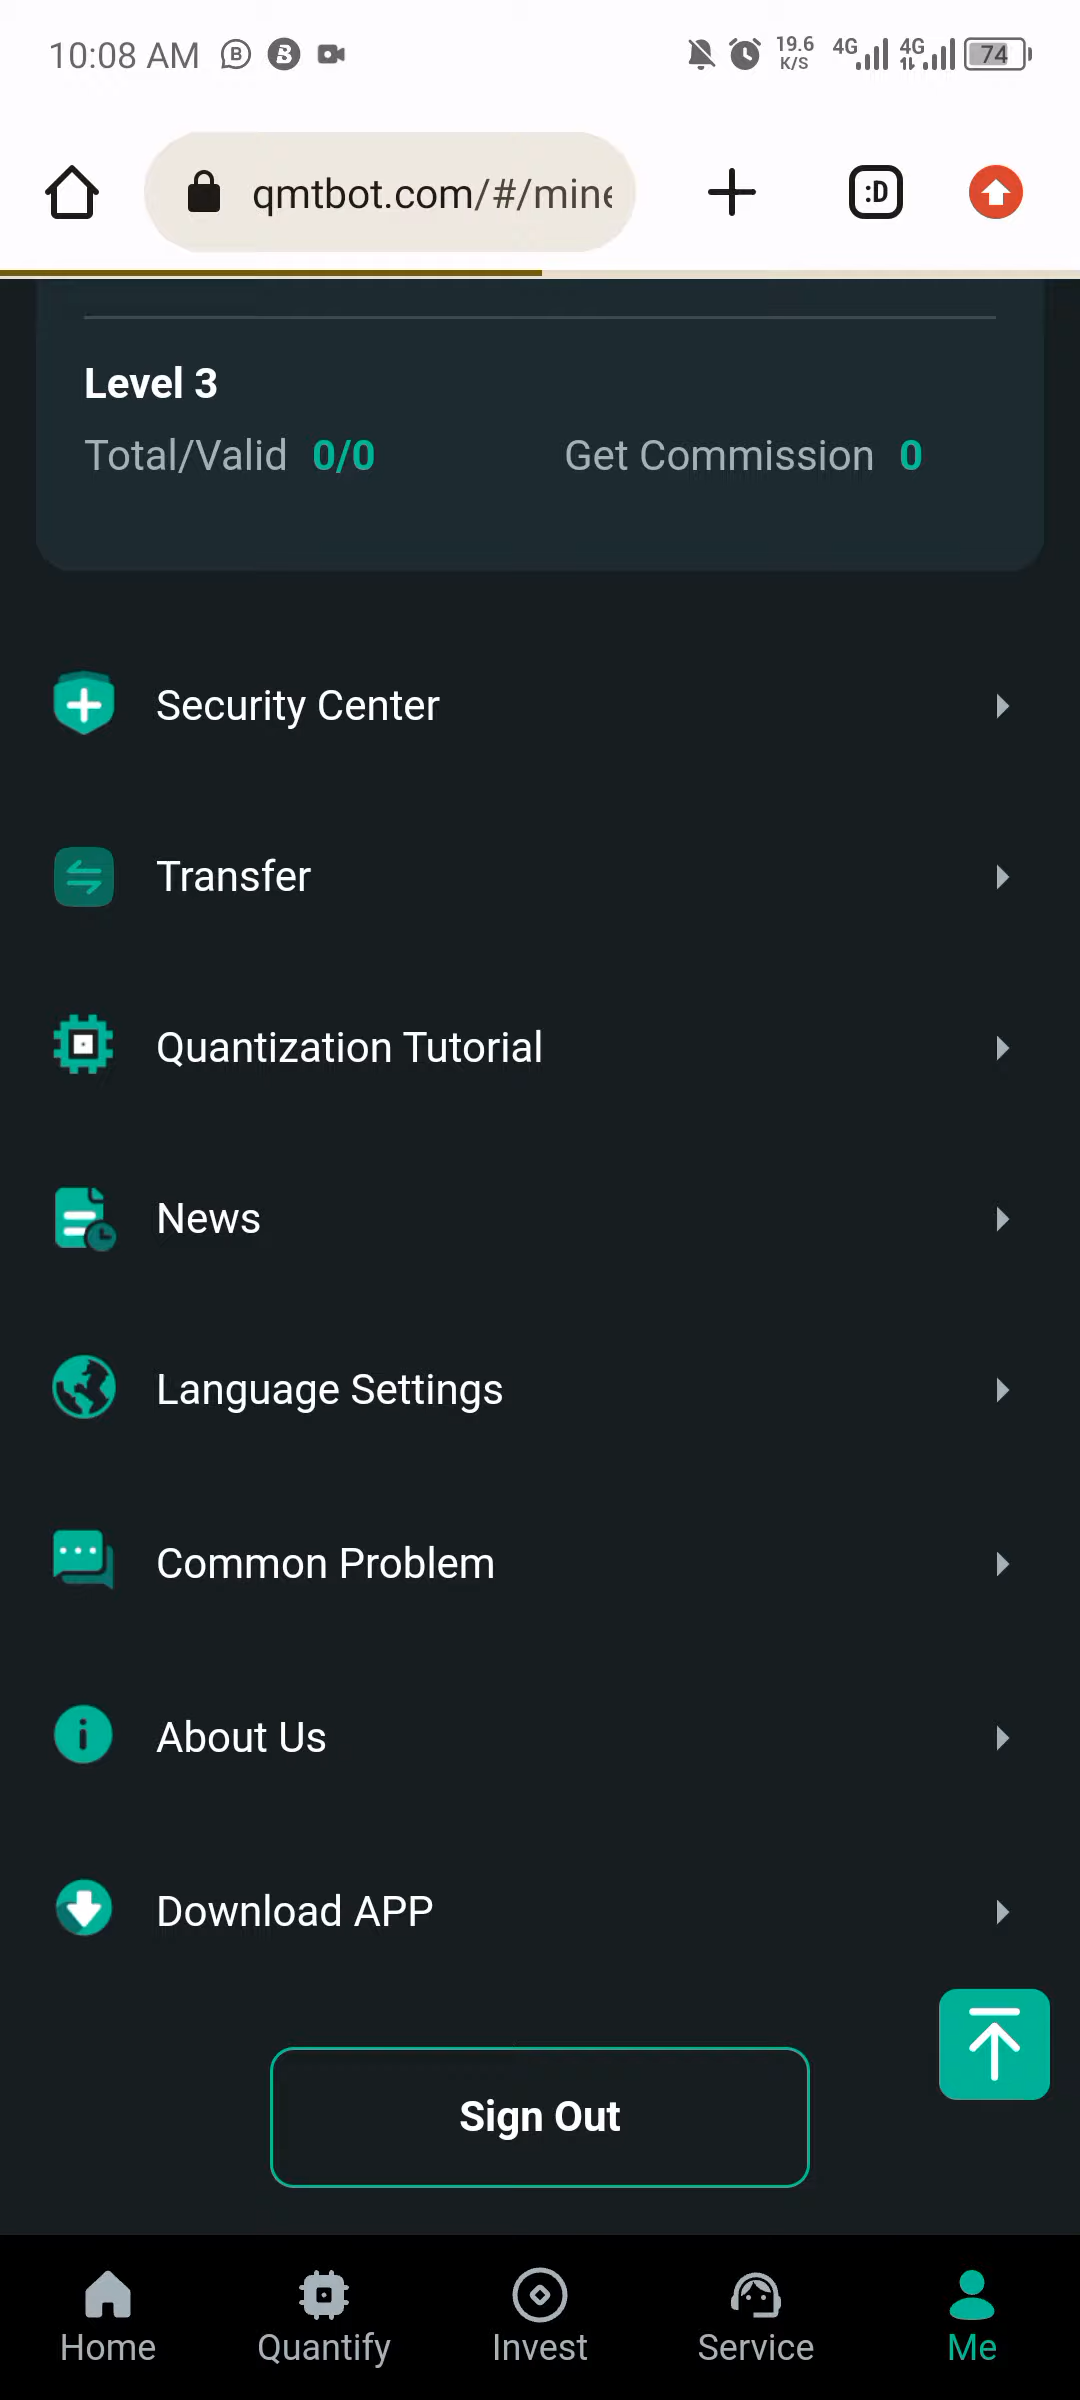 10:08 AM
19.6 K/S 4G 4G 74
qmtbot.com/#/mine
:D
Level 3
Total/Valid 0/0 Get Commission 0
Security Center
Transfer
Quantization Tutorial
News
Language Settings
Common Problem
About Us
Download APP
Sign Out
Home Quantify Invest Service Me